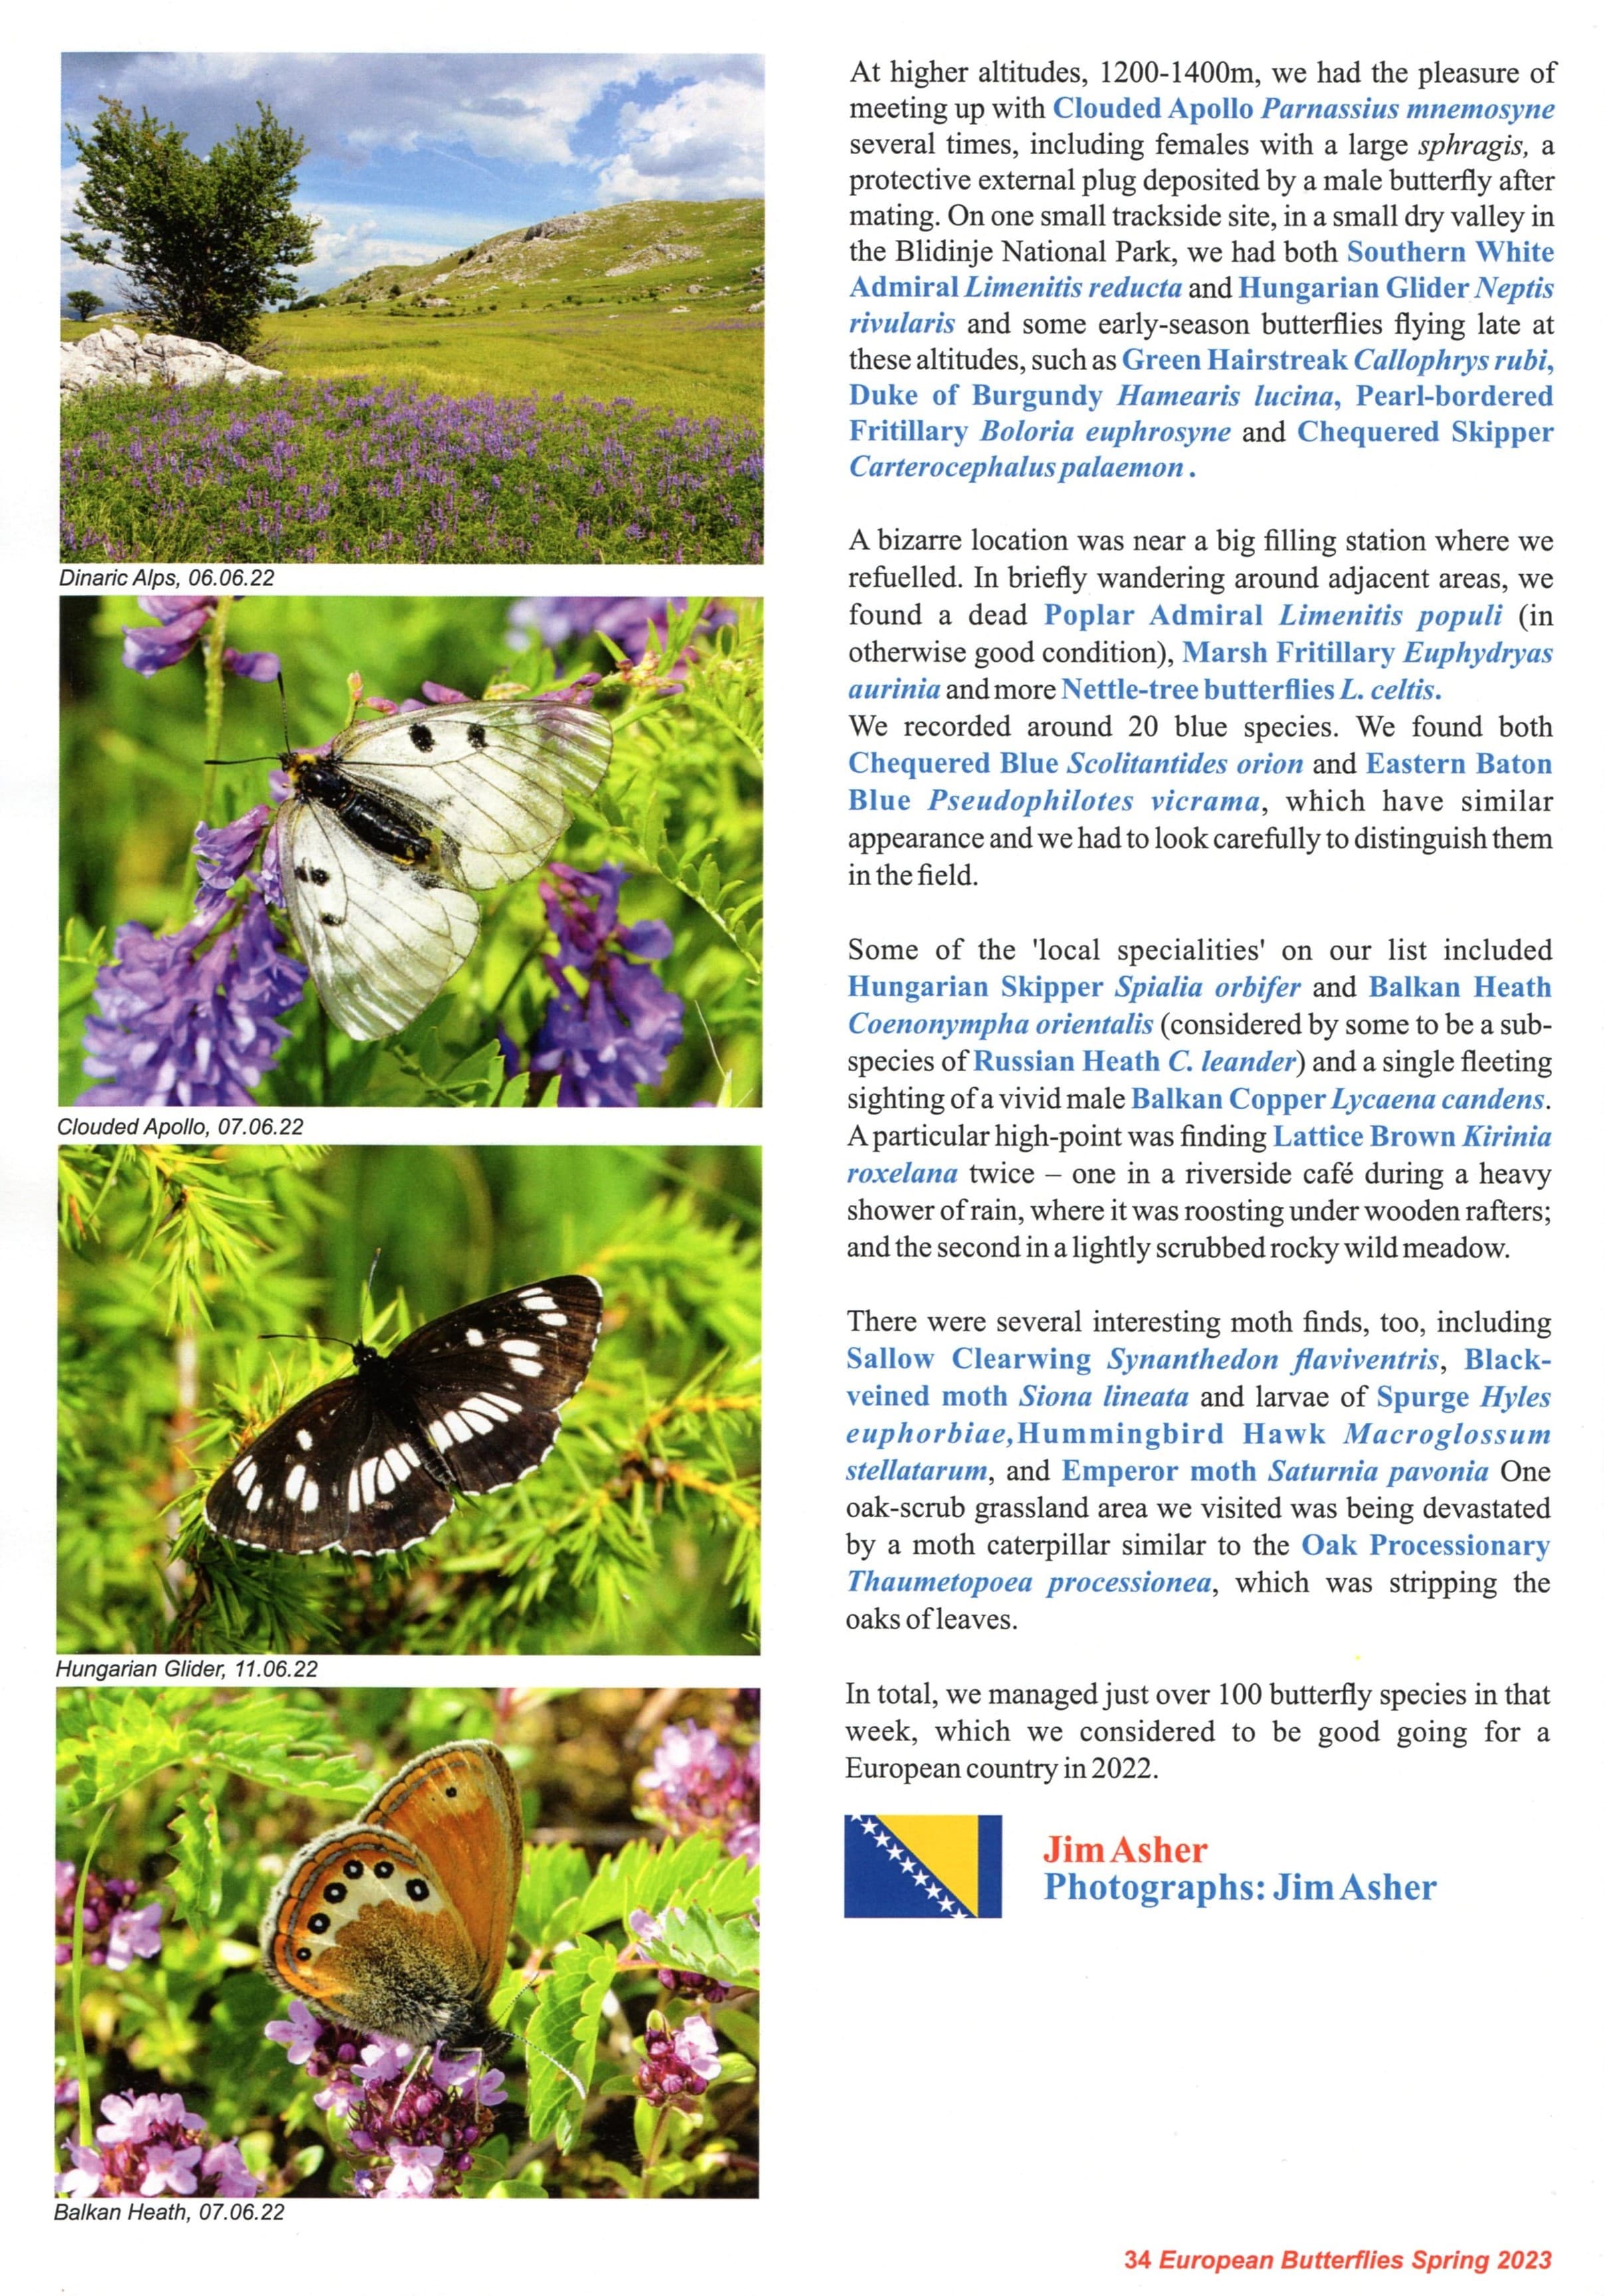 Dinaric Alps, 06.06.22
Clouded Apollo, 07.06.22
Hungarian Glider, 11.06.22
Balkan Heath, 07.06.22
At higher altitudes, 1200-1400m, we had the pleasure of
meeting up with Clouded Apollo Parnassius mnemosyne
several times, including females with a large sphragis, a
protective external plug deposited by a male butterfly after
mating. On one small trackside site, in a small dry valley in
the Blidinje National Park, we had both Southern White
Admiral Limenitis reducta and Hungarian Glider Neptis
rivularis and some early-season butterflies flying late at
these altitudes, such as Green Hairstreak Callophrys rubi,
Duke of Burgundy Hamearis lucina, Pearl-bordered
Fritillary Boloria euphrosyne and Chequered Skipper
Carterocephalus palaemon .
A bizarre location was near a big filling station where we
refuelled. In briefly wandering around adjacent areas, we
found a dead Poplar Admiral Limenitis populi (in
otherwise good condition), Marsh Fritillary Euphydryas
aurinia and more Nettle-tree butterflies L. celtis.
We recorded around 20 blue species. We found both
Chequered Blue Scolitantides orion and Eastern Baton
Blue Pseudophilotes vicrama, which have similar
appearance and we had to look carefully to distinguish them
in the field.
Some of the 'local specialities' on our list included
Hungarian Skipper Spialia orbifer and Balkan Heath
Coenonympha orientalis (considered by some to be a sub-
species of Russian Heath C. leander) and a single fleeting
sighting of a vivid male Balkan Copper Lycaena candens.
A particular high-point was finding Lattice Brown Kirinia
roxelana twice – one in a riverside café during a heavy
shower of rain, where it was roosting under wooden rafters;
and the second in a lightly scrubbed rocky wild meadow.
There were several interesting moth finds, too, including
Sallow Clearwing Synanthedon flaviventris, Black-
veined moth Siona lineata and larvae of Spurge Hyles
euphorbiae, Hummingbird Hawk Macroglossum
stellatarum, and Emperor moth Saturnia pavonia One
oak-scrub grassland area we visited was being devastated
by a moth caterpillar similar to the Oak Processionary
Thaumetopoea processionea, which was stripping the
oaks of leaves.
In total, we managed just over 100 butterfly species in that
week, which we considered to be good going for a
European country in 2022.
Jim Asher
Photographs: Jim Asher
34 European Butterflies Spring 2023